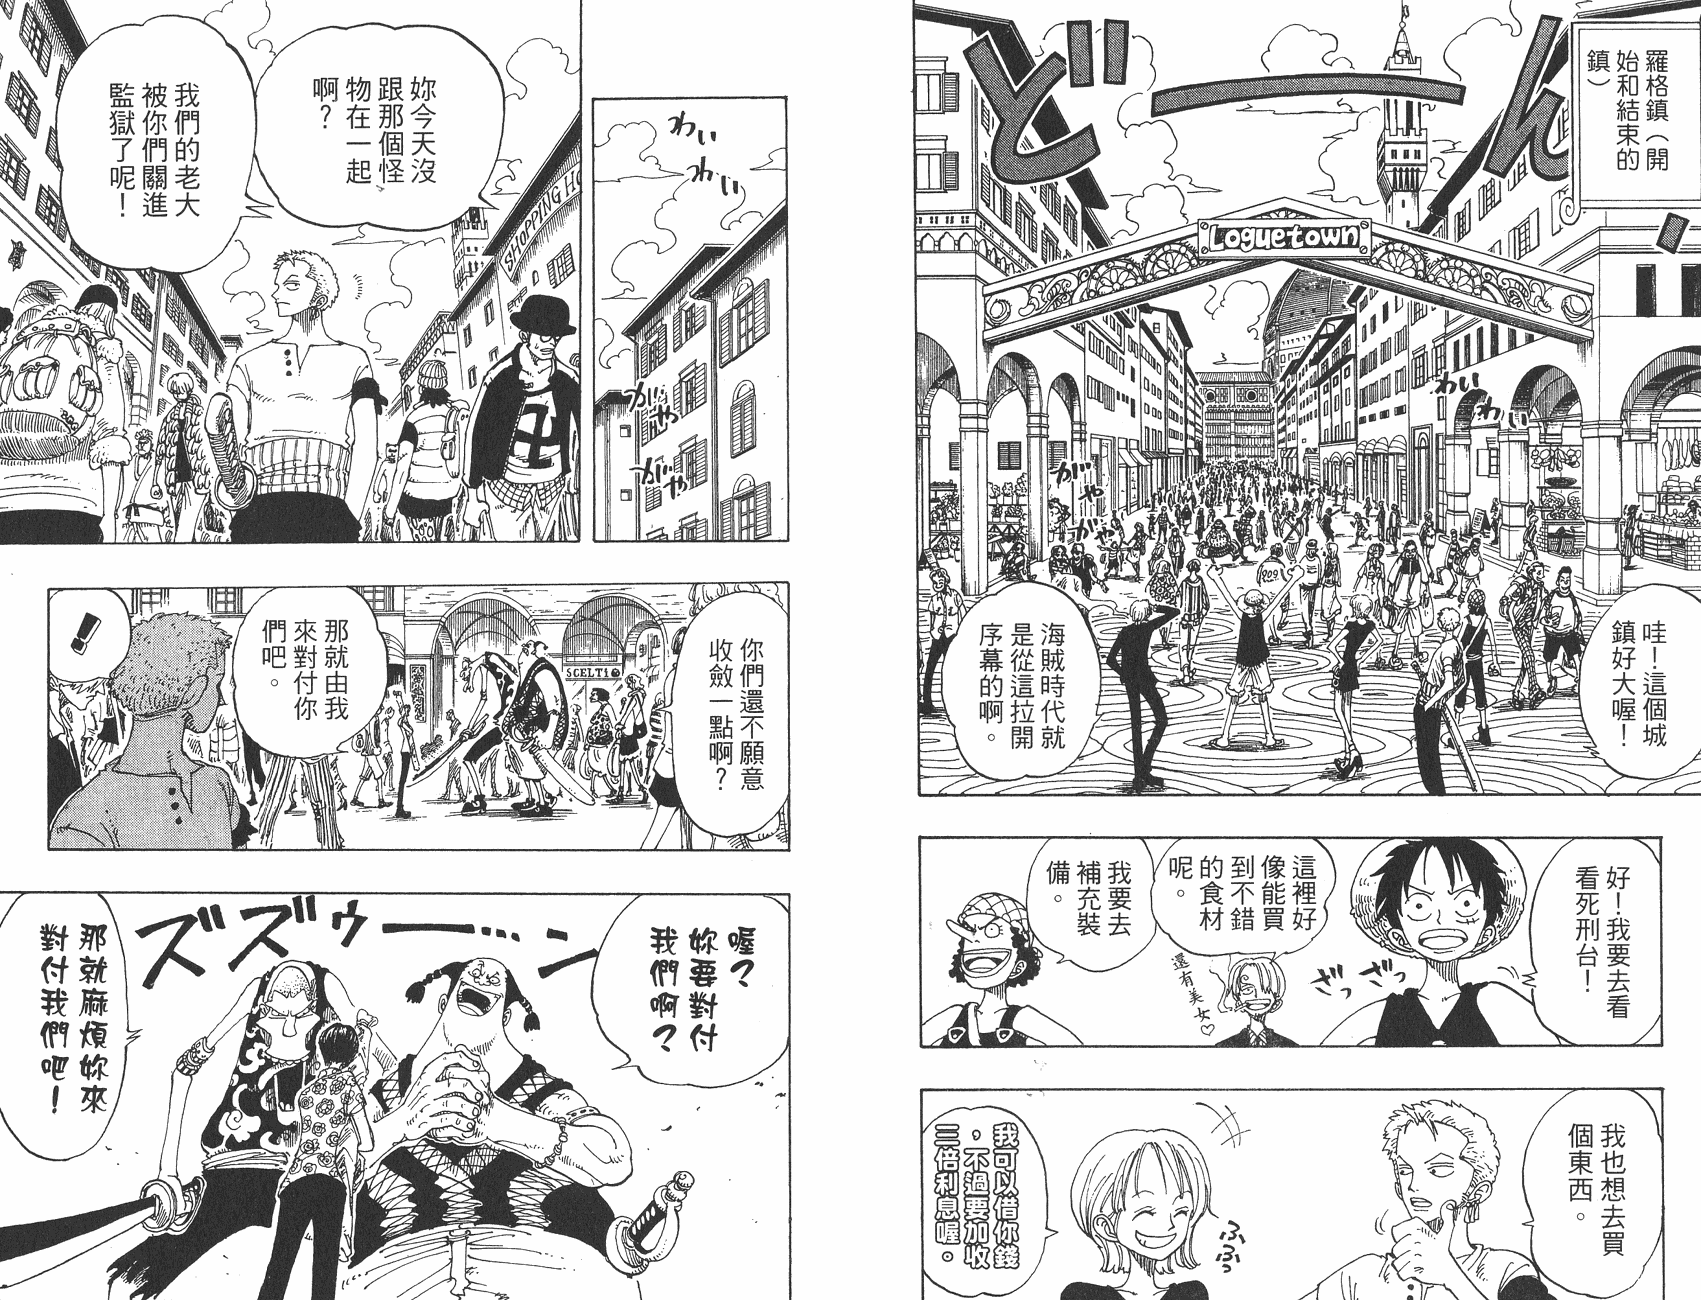 羅格鎮（開
始和結束的
鎮）
どーん
Loguetown
わい
わい
がや
がや
哇！這個城
鎮好大喔！
海賊時代就
是從這拉開
序幕的啊。
好！我要去看
看死刑台！
ざっ
ざっ
這裡好
像能買
到不錯
的食材
呢。
還有美女♡
我要去
補充裝
備。
我也想去買
個東西。
ふふっ
我可以借你錢
，不過要加收
三倍利息喔。
わい
わい
がや
がや
SHOPPING HO
妳今天沒
跟那個怪
物在一起
啊？
我們的老大
被你們關進
監獄了呢！
你們還不願意
收斂一點啊？
SCELTI
那就由我
來對付你
們吧。
！
喔？
妳要對付
我們啊？
ズズゥー…ン
那就麻煩妳來
對付我們吧！